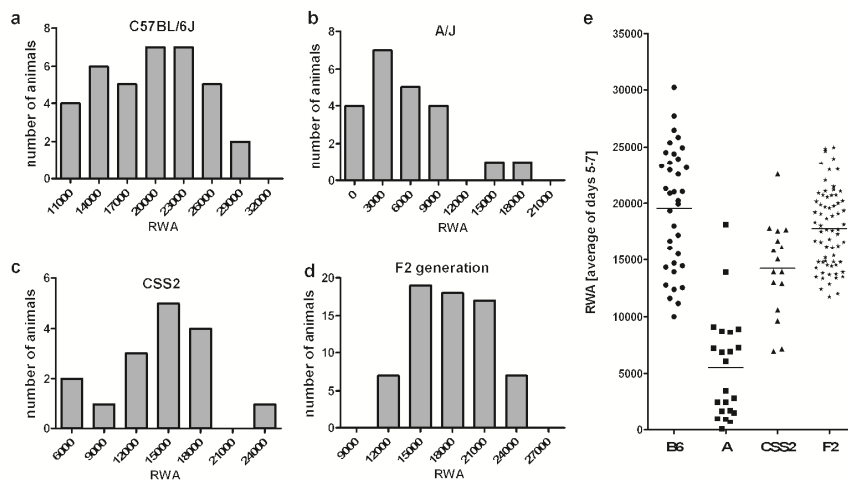 a
C57BL/6J
number of animals
8
6
4
2
0
11000 14000 17000 20000 23000 26000 29000 32000
RWA
b
A/J
number of animals
8
6
4
2
0
0 3000 6000 9000 12000 15000 18000 21000
RWA
c
CSS2
number of animals
6
4
2
0
6000 9000 12000 15000 18000 21000 24000
RWA
d
F2 generation
number of animals
20
15
10
5
0
9000 12000 15000 18000 21000 24000 27000
RWA
e
RWA [average of days 5-7]
35000
30000
25000
20000
15000
10000
5000
0
B6 A CSS2 F2